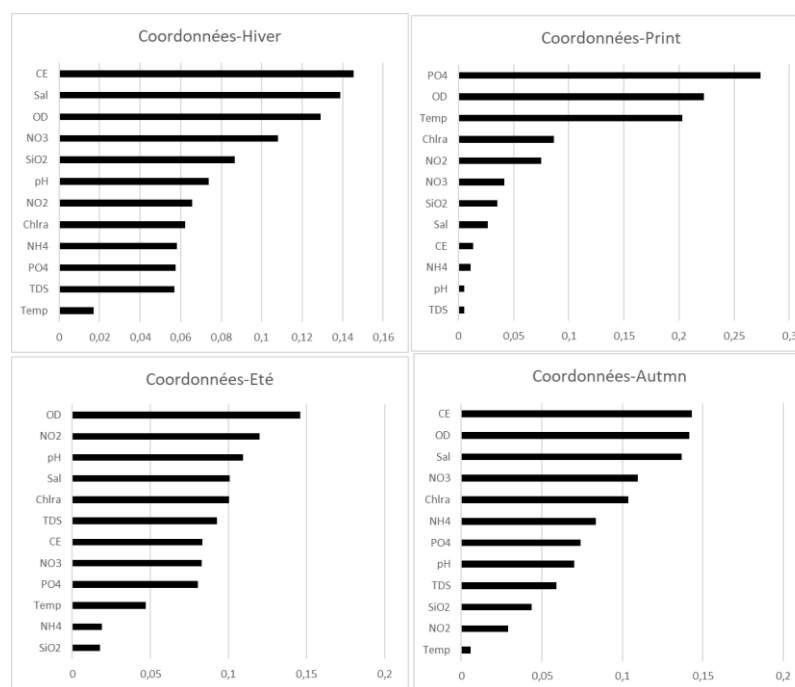 Coordonnées-Hiver
CE
Sal
OD
NO3
SiO2
pH
NO2
Chlra
NH4
PO4
TDS
Temp
0 0,02 0,04 0,06 0,08 0,1 0,12 0,14 0,16
Coordonnées-Print
PO4
OD
Temp
Chlra
NO2
NO3
SiO2
Sal
CE
NH4
pH
TDS
0 0,05 0,1 0,15 0,2 0,25 0,3
Coordonnées-Eté
OD
NO2
pH
Sal
Chlra
TDS
CE
NO3
PO4
Temp
NH4
SiO2
0 0,05 0,1 0,15 0,2
Coordonnées-Autmn
CE
OD
Sal
NO3
Chlra
NH4
PO4
pH
TDS
SiO2
NO2
Temp
0 0,05 0,1 0,15 0,2